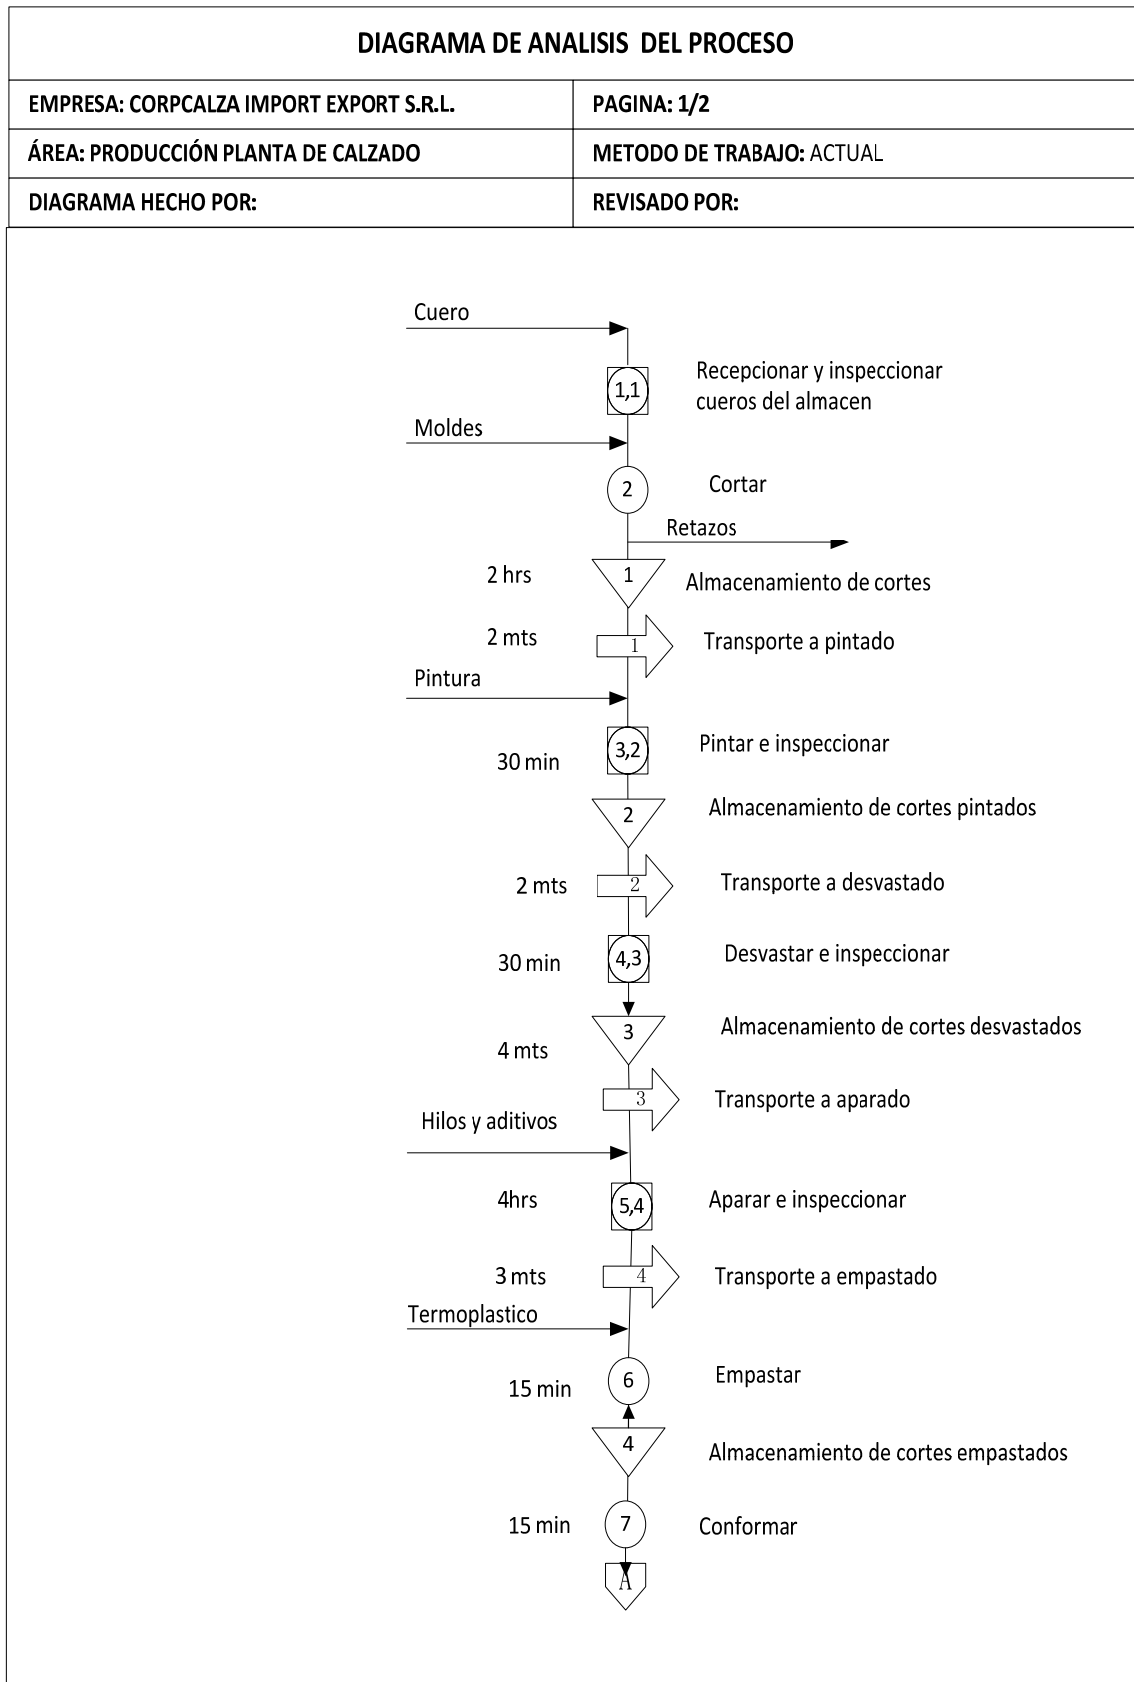 DIAGRAMA DE ANALISIS DEL PROCESO
EMPRESA: CORPCALZA IMPORT EXPORT S.R.L.
PAGINA: 1/2
ÁREA: PRODUCCIÓN PLANTA DE CALZADO
METODO DE TRABAJO: ACTUAL
DIAGRAMA HECHO POR:
REVISADO POR:
Cuero
1,1
Recepcionar y inspeccionar
cueros del almacen
Moldes
2
Cortar
Retazos
2 hrs
1
Almacenamiento de cortes
2 mts
1
Transporte a pintado
Pintura
30 min
3,2
Pintar e inspeccionar
2
Almacenamiento de cortes pintados
2 mts
2
Transporte a desvastado
30 min
4,3
Desvastar e inspeccionar
3
Almacenamiento de cortes desvastados
4 mts
3
Transporte a aparado
Hilos y aditivos
4hrs
5,4
Aparar e inspeccionar
3 mts
4
Transporte a empastado
Termoplastico
15 min
6
Empastar
4
Almacenamiento de cortes empastados
15 min
7
Conformar
A